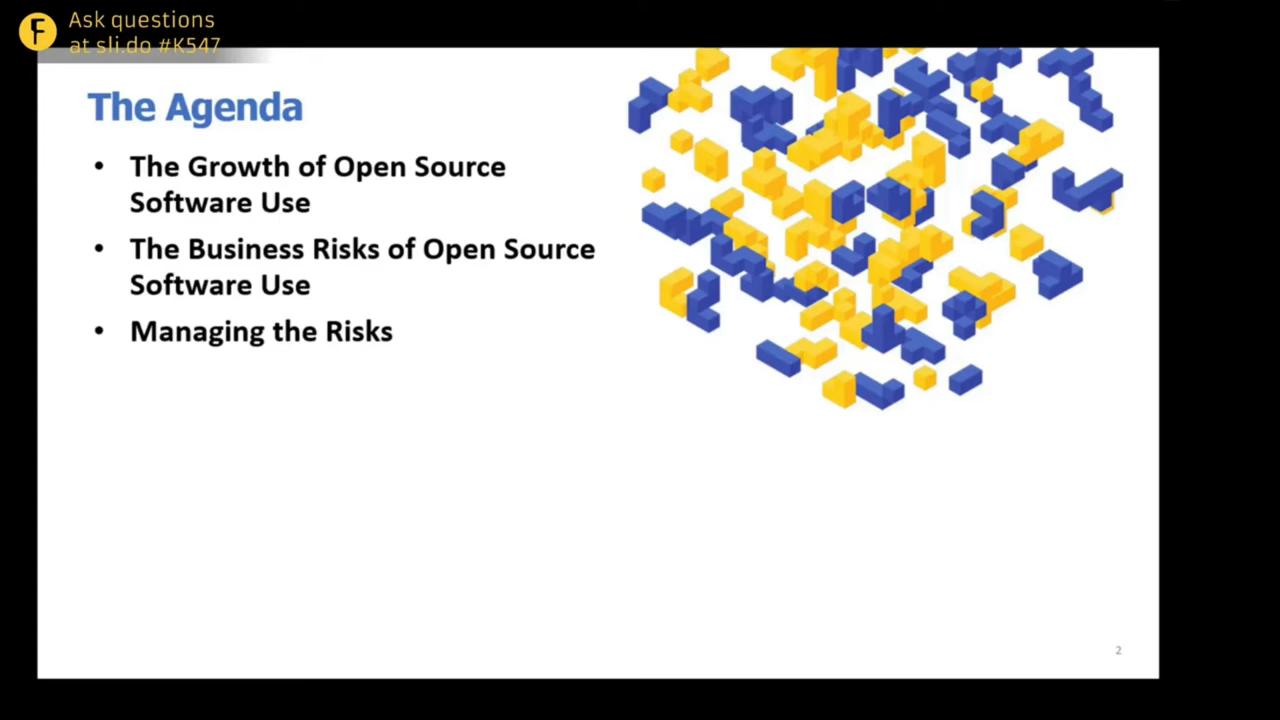 F
Ask questions
at sli.do #K547
The Agenda
• The Growth of Open Source
Software Use
• The Business Risks of Open Source
Software Use
• Managing the Risks
2